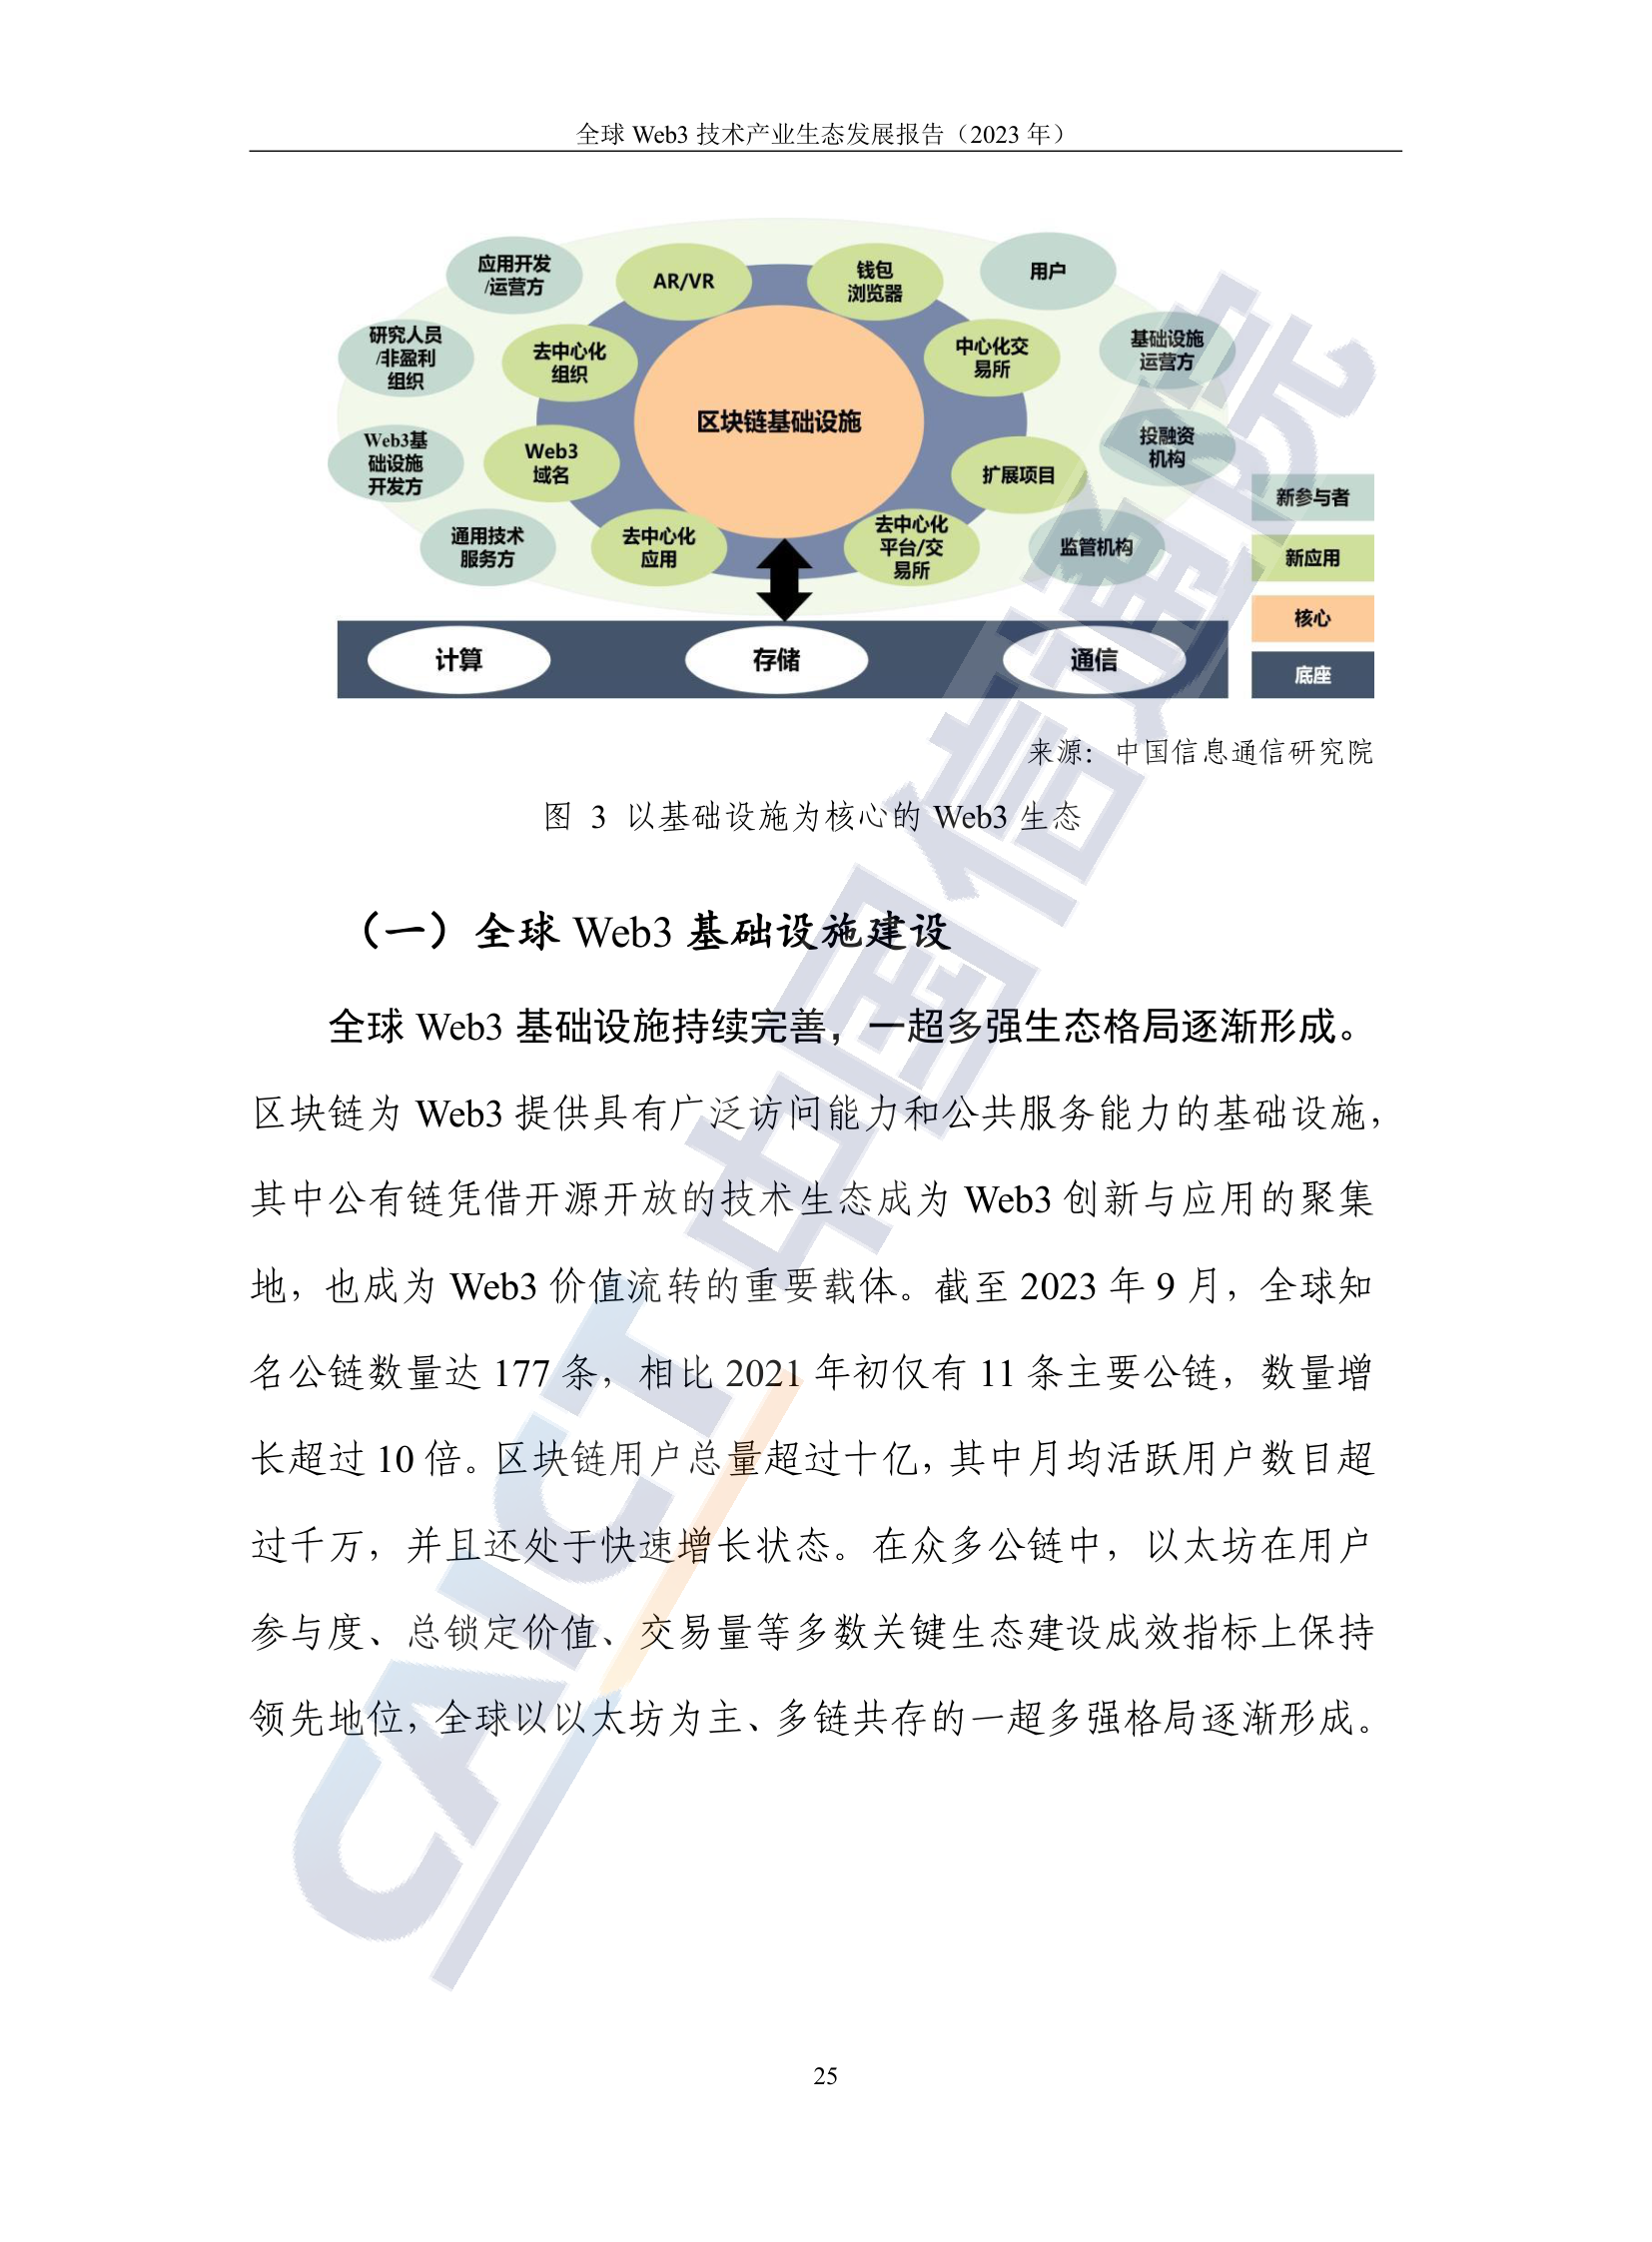 全球 Web3 技术产业生态发展报告（2023 年）
应用开发
/运营方
AR/VR
钱包
浏览器
用户
研究人员
/非盈利
组织
去中心化
组织
中心化交
易所
基础设施
运营方
区块链基础设施
Web3基
础设施
开发方
Web3
域名
扩展项目
投融资
机构
通用技术
服务方
去中心化
应用
去中心化
平台/交
易所
监管机构
新参与者
新应用
核心
底座
计算
存储
通信
来源：中国信息通信研究院
图 3 以基础设施为核心的 Web3 生态
（一）全球 Web3 基础设施建设
全球 Web3 基础设施持续完善，一超多强生态格局逐渐形成。
区块链为 Web3 提供具有广泛访问能力和公共服务能力的基础设施，
其中公有链凭借开源开放的技术生态成为 Web3 创新与应用的聚集
地，也成为 Web3 价值流转的重要载体。截至 2023 年 9 月，全球知
名公链数量达 177 条，相比 2021 年初仅有 11 条主要公链，数量增
长超过 10 倍。区块链用户总量超过十亿，其中月均活跃用户数目超
过千万，并且还处于快速增长状态。在众多公链中，以太坊在用户
参与度、总锁定价值、交易量等多数关键生态建设成效指标上保持
领先地位，全球以以太坊为主、多链共存的一超多强格局逐渐形成。
CAICT 中国信通院
25